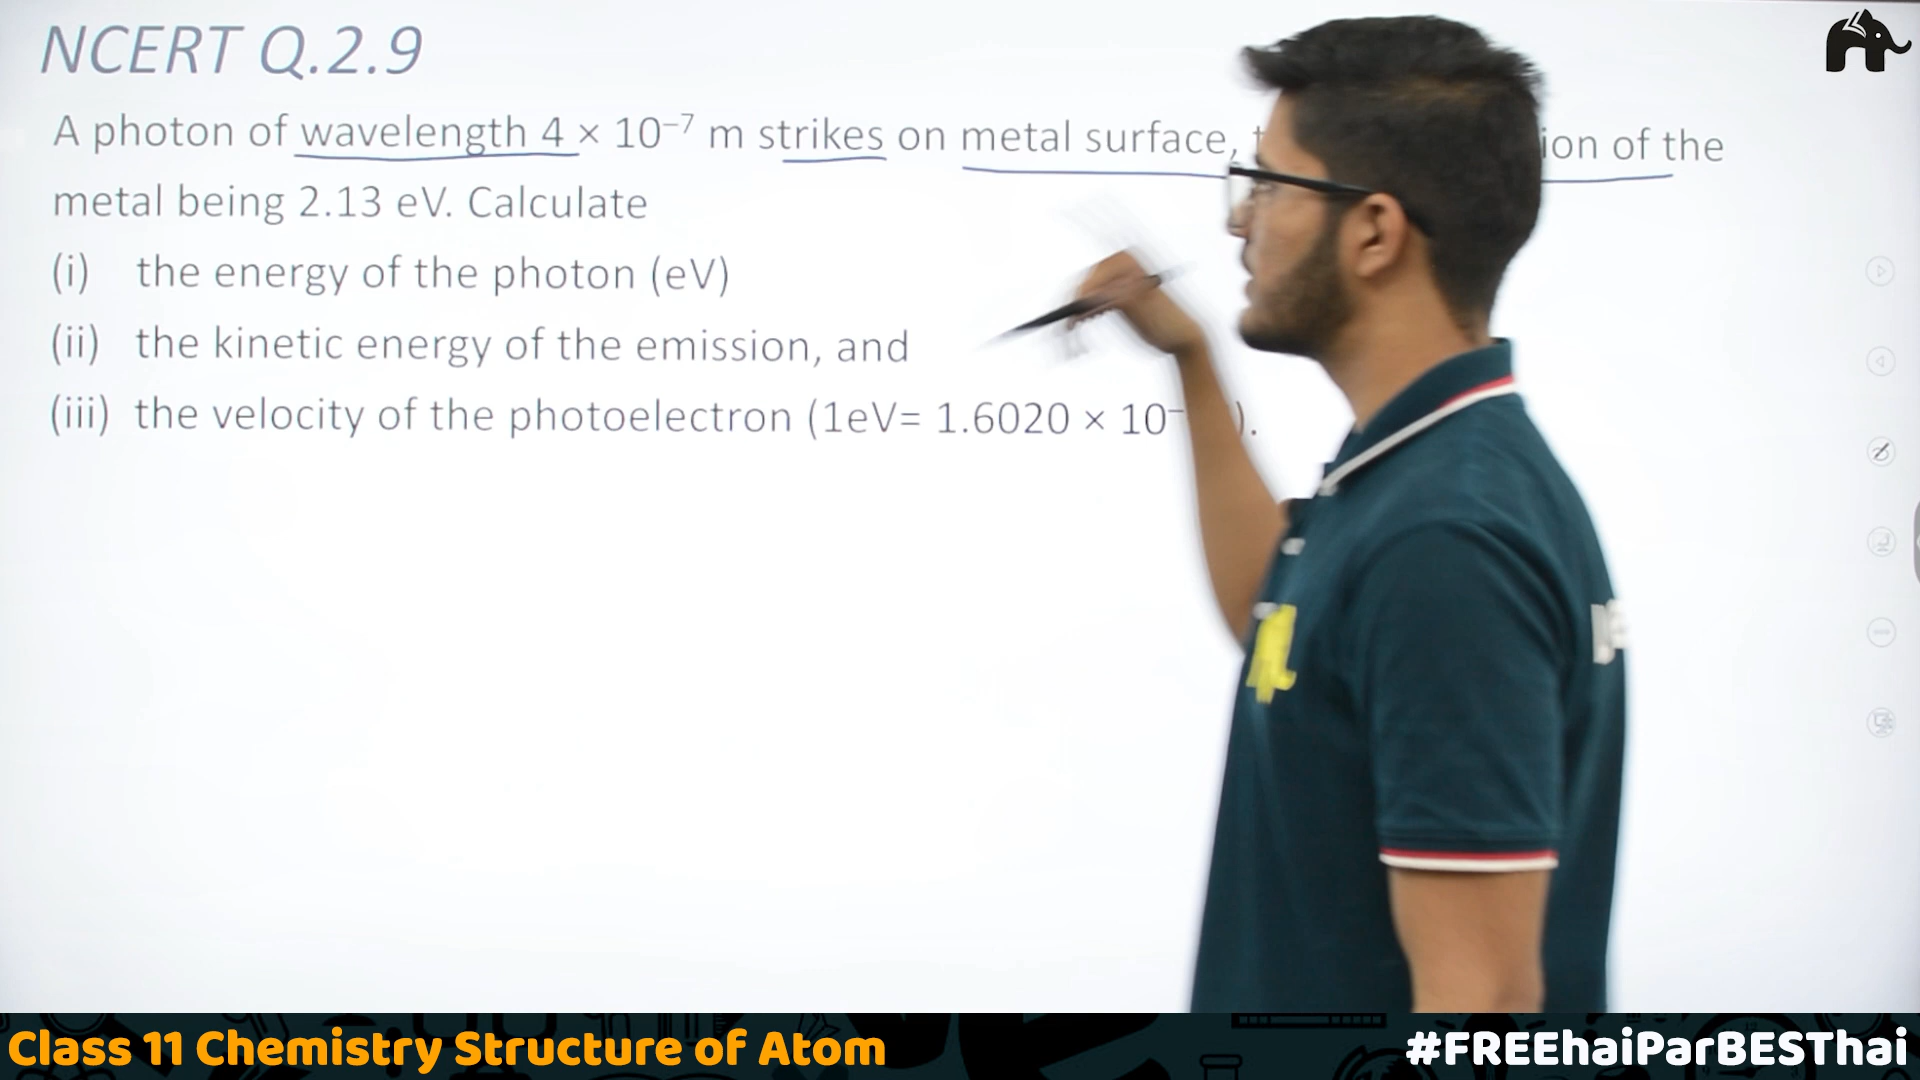 NCERT Q.2.9
A photon of wavelength 4 × 10⁻⁷ m strikes on metal surface, of the
metal being 2.13 eV. Calculate
(i) the energy of the photon (eV)
(ii) the kinetic energy of the emission, and
(iii) the velocity of the photoelectron (1eV= 1.6020 × 10⁻ ).
Class 11 Chemistry Structure of Atom
#FREEhaiParBESThai